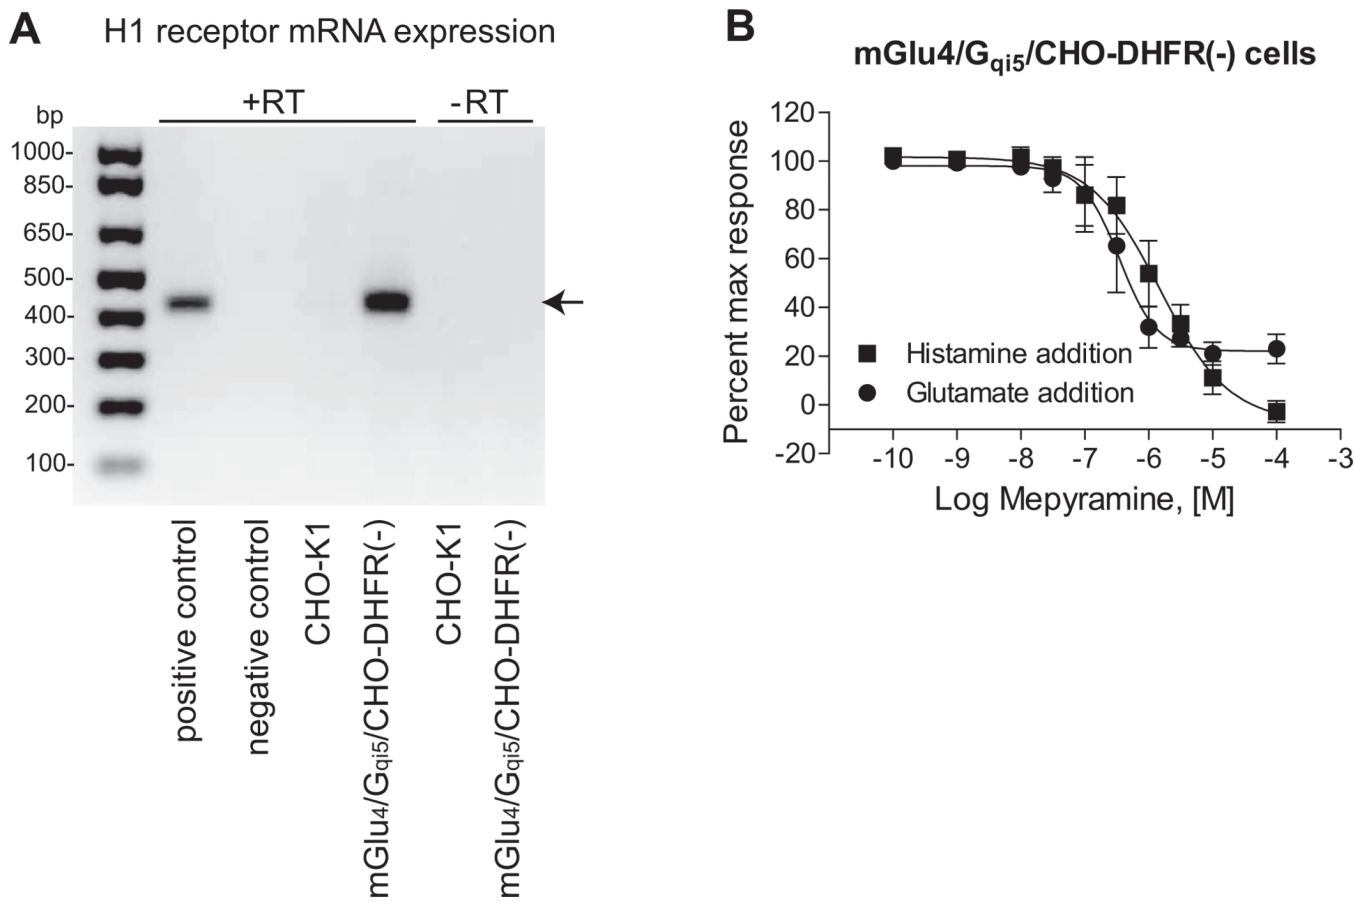 A
H1 receptor mRNA expression
bp
+RT
-RT
1000-
850-
650-
500-
400-
300-
200-
100-
positive control
negative control
CHO-K1
mGlu4/Gqi5/CHO-DHFR(-)
CHO-K1
mGlu4/Gqi5/CHO-DHFR(-)
B
mGlu4/Gqi5/CHO-DHFR(-) cells
Percent max response
120
100
80
60
40
20
0
-20
Histamine addition
Glutamate addition
-10 -9 -8 -7 -6 -5 -4 -3
Log Mepyramine, [M]